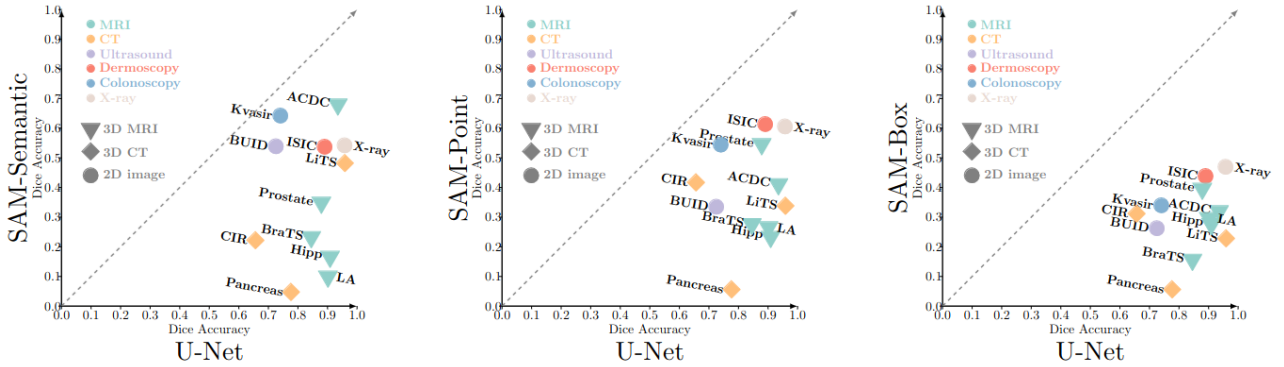 SAM-Semantic
Dice Accuracy
1.0
0.9
0.8
0.7
0.6
0.5
0.4
0.3
0.2
0.1
0.0
MRI
CT
Ultrasound
Dermoscopy
Colonoscopy
X-ray
3D MRI
3D CT
2D image
ACDC
Kvasir
BUID
ISIC
X-ray
LiTS
Prostate
CIR
BraTS
Hipp
LA
Pancreas
0.0 0.1 0.2 0.3 0.4 0.5 0.6 0.7 0.8 0.9 1.0
Dice Accuracy
U-Net
SAM-Point
Dice Accuracy
1.0
0.9
0.8
0.7
0.6
0.5
0.4
0.3
0.2
0.1
0.0
MRI
CT
Ultrasound
Dermoscopy
Colonoscopy
X-ray
3D MRI
3D CT
2D image
ISIC
X-ray
Prostate
Kvasir
CIR
ACDC
BUID
LiTS
BraTS
LA
Hipp
Pancreas
0.0 0.1 0.2 0.3 0.4 0.5 0.6 0.7 0.8 0.9 1.0
Dice Accuracy
U-Net
SAM-Box
Dice Accuracy
1.0
0.9
0.8
0.7
0.6
0.5
0.4
0.3
0.2
0.1
0.0
MRI
CT
Ultrasound
Dermoscopy
Colonoscopy
X-ray
3D MRI
3D CT
2D image
ISIC
X-ray
Prostate
Kvasir
ACDC
CIR
Hipp
LA
BUID
LiTS
BraTS
Pancreas
0.0 0.1 0.2 0.3 0.4 0.5 0.6 0.7 0.8 0.9 1.0
Dice Accuracy
U-Net